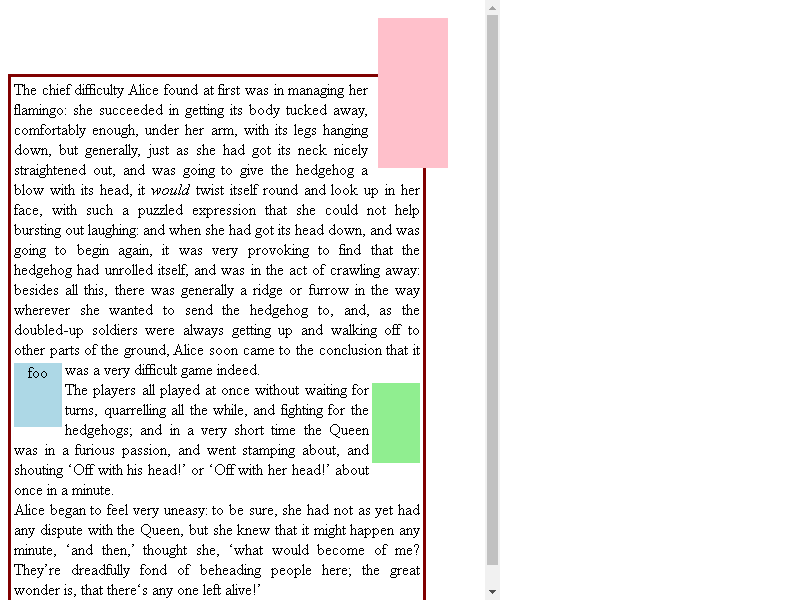 The chief difficulty Alice found at first was in managing her
flamingo: she succeeded in getting its body tucked away,
comfortably enough, under her arm, with its legs hanging
down, but generally, just as she had got its neck nicely
straightened out, and was going to give the hedgehog a
blow with its head, it would twist itself round and look up in her
face, with such a puzzled expression that she could not help
bursting out laughing: and when she had got its head down, and was
going to begin again, it was very provoking to find that the
hedgehog had unrolled itself, and was in the act of crawling away:
besides all this, there was generally a ridge or furrow in the way
wherever she wanted to send the hedgehog to, and, as the
doubled-up soldiers were always getting up and walking off to
other parts of the ground, Alice soon came to the conclusion that it
foo
was a very difficult game indeed.
The players all played at once without waiting for
turns, quarrelling all the while, and fighting for the
hedgehogs; and in a very short time the Queen
was in a furious passion, and went stamping about, and
shouting ‘Off with his head!’ or ‘Off with her head!’ about
once in a minute.
Alice began to feel very uneasy: to be sure, she had not as yet had
any dispute with the Queen, but she knew that it might happen any
minute, ‘and then,’ thought she, ‘what would become of me?
They’re dreadfully fond of beheading people here; the great
wonder is, that there‘s any one left alive!’